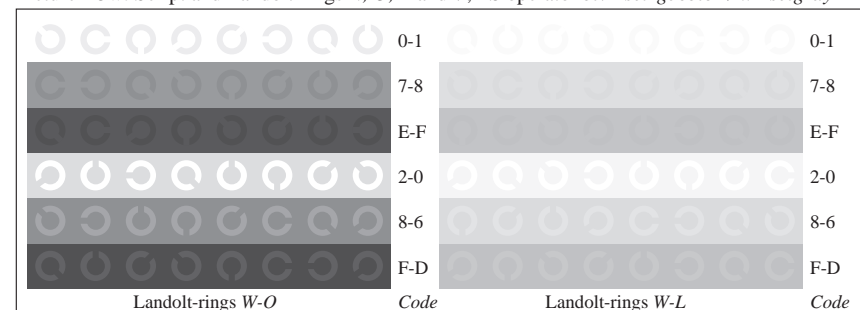 0-1 0-1
7-8 7-8
E-F E-F
2-0 2-0
8-6 8-6
F-D F-D
Landolt-rings W-O Code Landolt-rings W-L Code